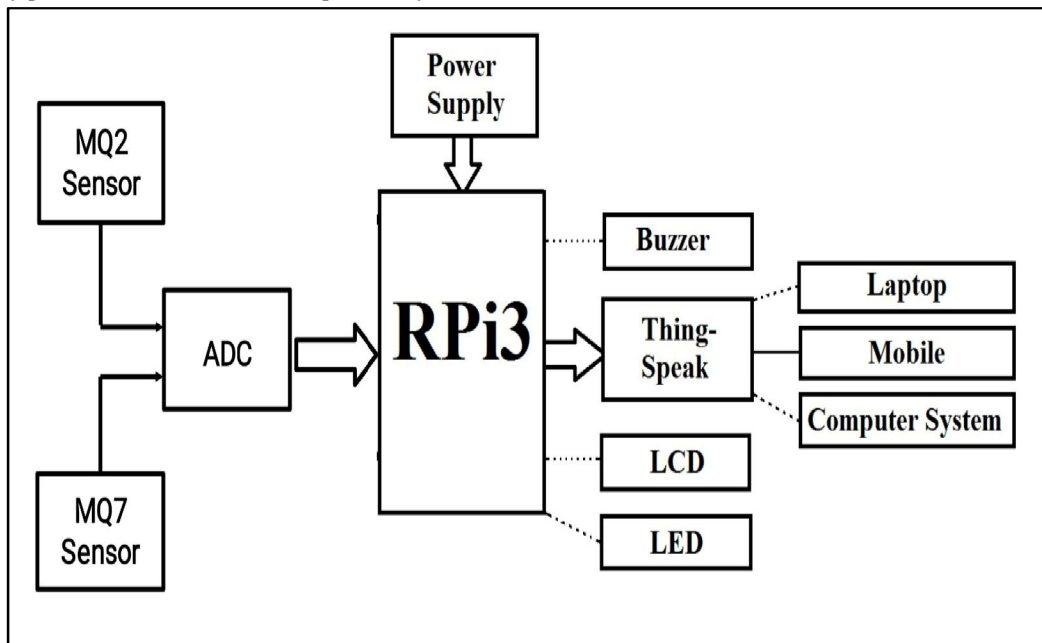 Power
Supply
MQ2
Sensor
Buzzer
RPi3
Laptop
Thing-
Speak
Mobile
ADC
Computer System
LCD
MQ7
Sensor
LED